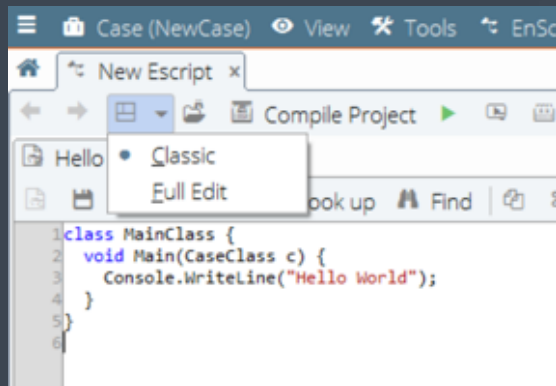 Case (NewCase) View Tools EnSc
New Escript x
Compile Project
Hello
Classic
Full Edit
ook up Find
1 class MainClass {
2 void Main(CaseClass c) {
3 Console.WriteLine("Hello World");
4 }
5 }
6